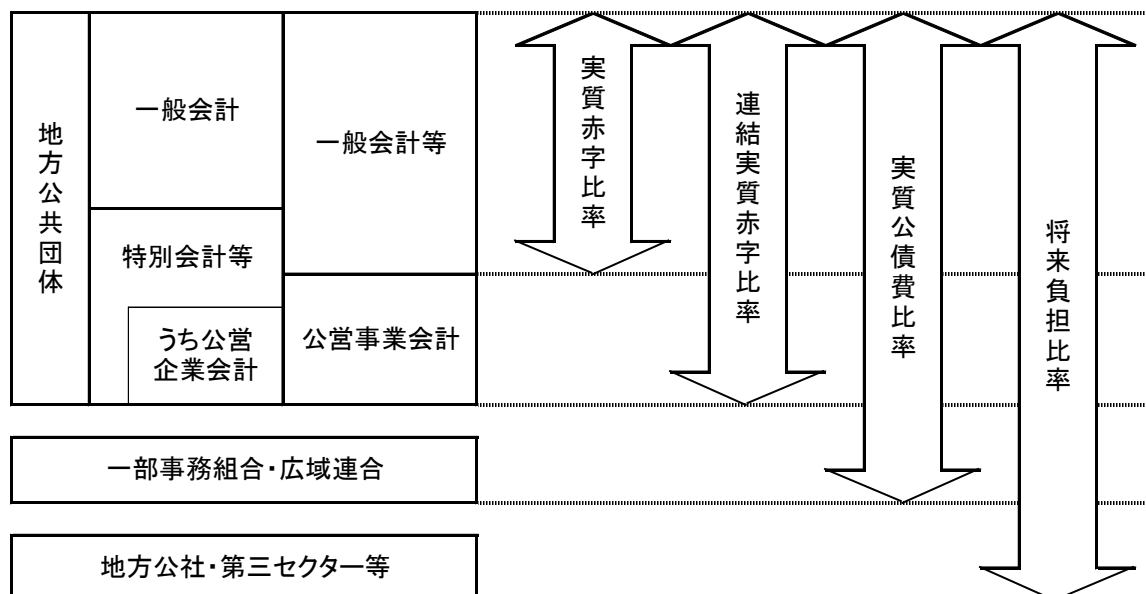 地方公共団体
一般会計
特別会計等
うち公営
企業会計
一般会計等
公営事業会計
一部事務組合・広域連合
地方公社・第三セクター等
実質赤字比率
連結実質赤字比率
実質公債費比率
将来負担比率